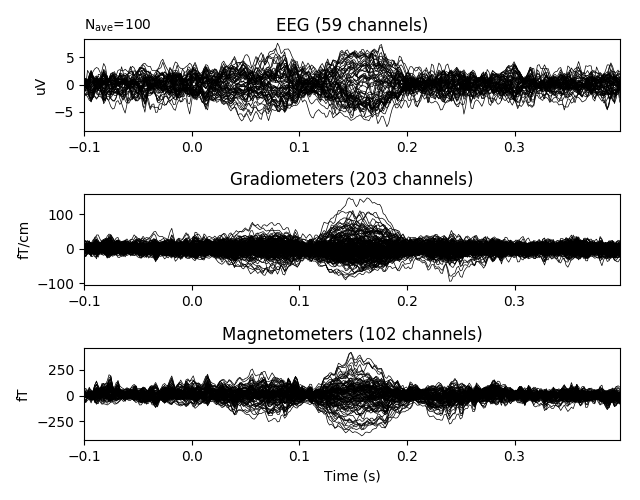 N_ave=100
EEG (59 channels)
uV
5
0
−5
−0.1 0.0 0.1 0.2 0.3
Gradiometers (203 channels)
fT/cm
100
0
−100
−0.1 0.0 0.1 0.2 0.3
Magnetometers (102 channels)
fT
250
0
−250
−0.1 0.0 0.1 0.2 0.3
Time (s)